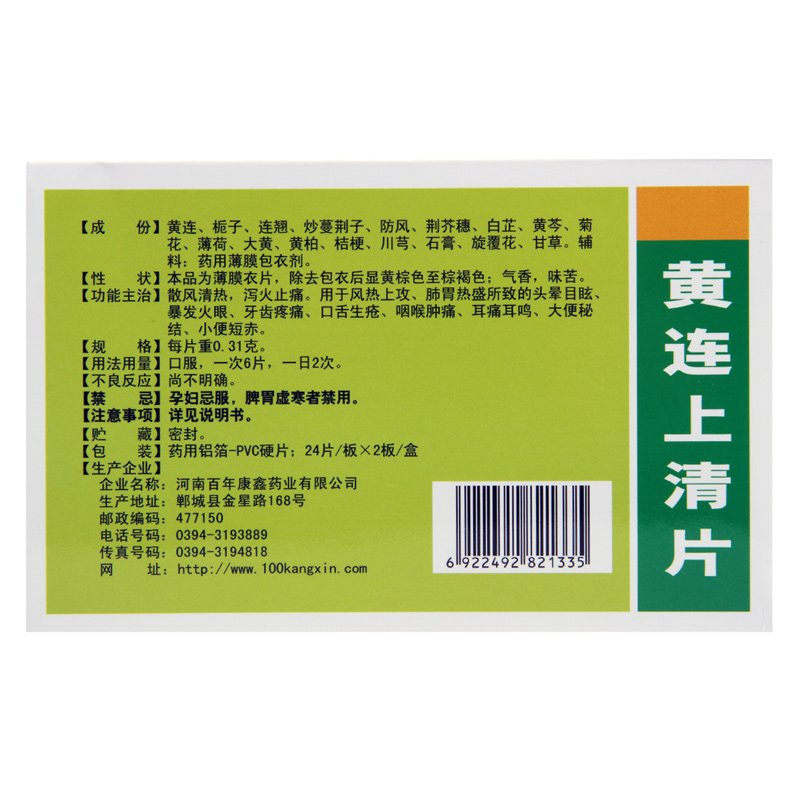 【成　份】黄连、栀子、连翘、炒蔓荆子、防风、荆芥穗、白芷、黄芩、菊
花、薄荷、大黄、黄柏、桔梗、川芎、石膏、旋覆花、甘草。辅
料：药用薄膜包衣剂。
【性　状】本品为薄膜衣片，除去包衣后显黄棕色至棕褐色；气香，味苦。
【功能主治】散风清热，泻火止痛。用于风热上攻、肺胃热盛所致的头晕目眩、
暴发火眼、牙齿疼痛、口舌生疮、咽喉肿痛、耳痛耳鸣、大便秘
结、小便短赤。
【规　格】每片重0.31克。
【用法用量】口服，一次6片，一日2次。
【不良反应】尚不明确。
【禁　忌】孕妇忌服，脾胃虚寒者禁用。
【注意事项】详见说明书。
【贮　藏】密封。
【包　装】药用铝箔-PVC硬片；24片/板×2板/盒
【生产企业】
企业名称：河南百年康鑫药业有限公司
生产地址：郸城县金星路168号
邮政编码：477150
电话号码：0394-3193889
传真号码：0394-3194818
网　址：http://www.100kangxin.com
6 922492 821335
黄连上清片